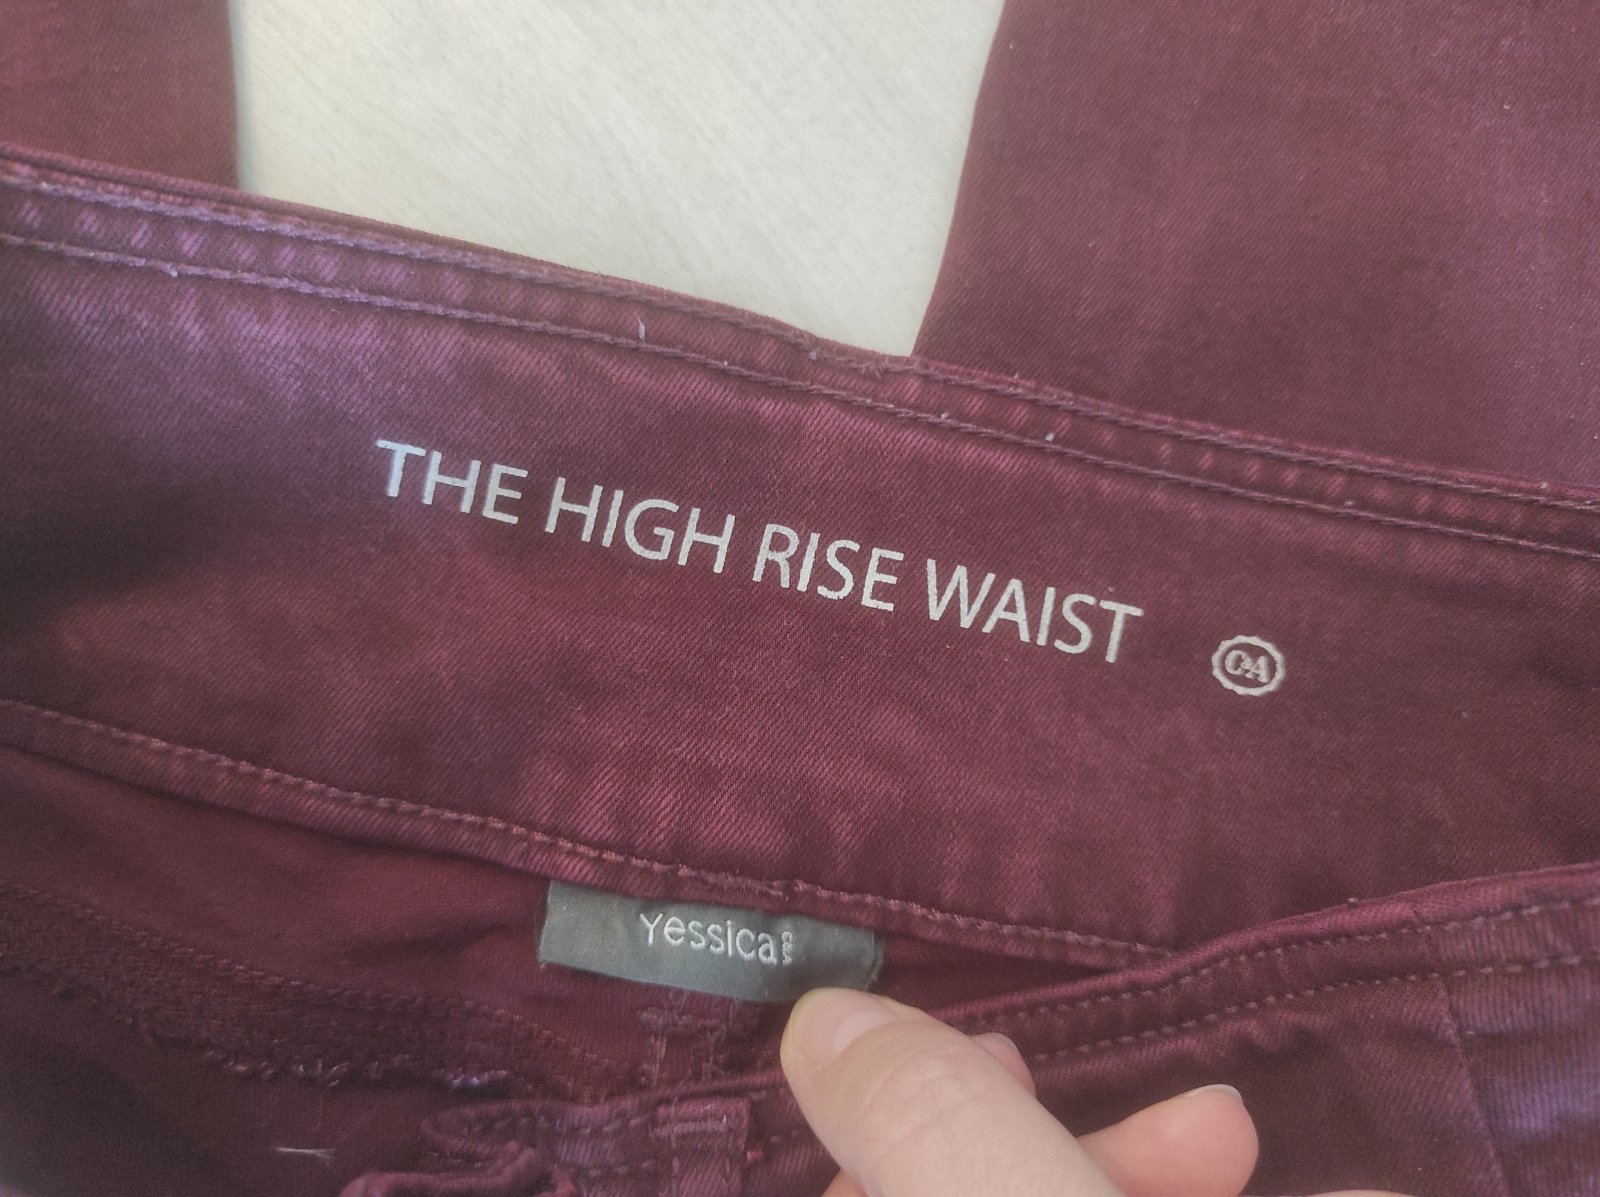 THE HIGH RISE WAIST
C&A
Yessica
C&A